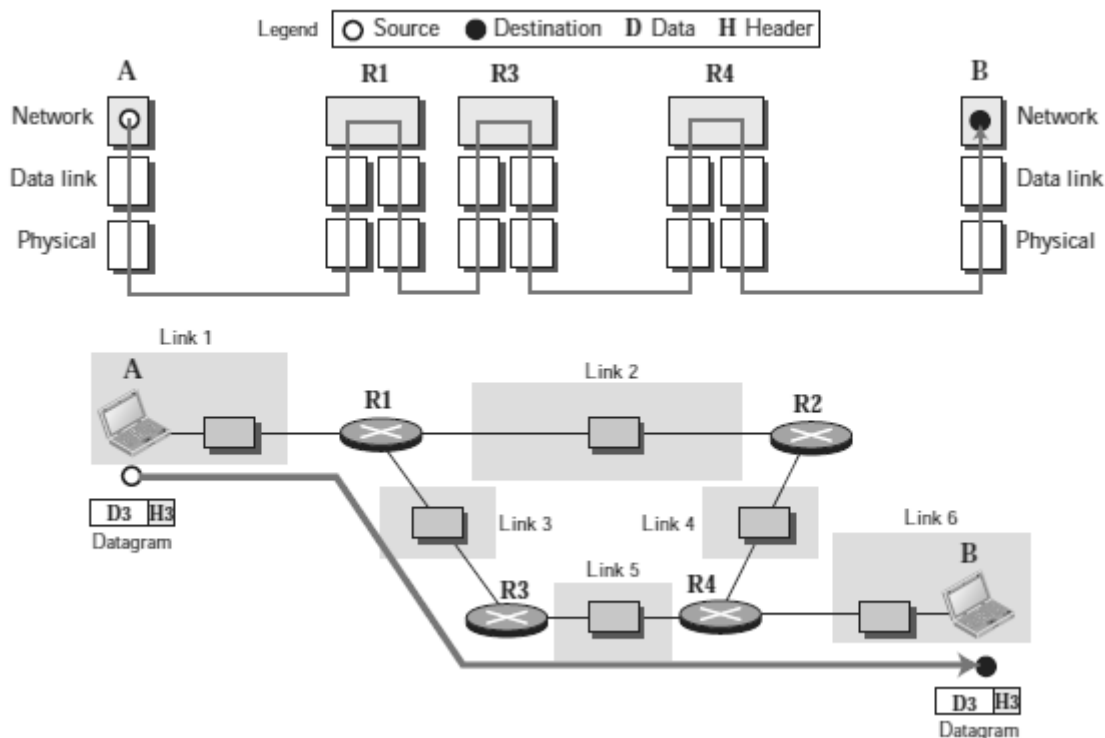 Legend Source Destination D Data H Header
A R1 R3 R4 B
Network Network
Data link Data link
Physical Physical
Link 1
A
Link 2
R1
R2
Link 3
Link 4
Link 6
D3 H3
Datagram
B
Link 5
R3
R4
D3 H3
Datagram